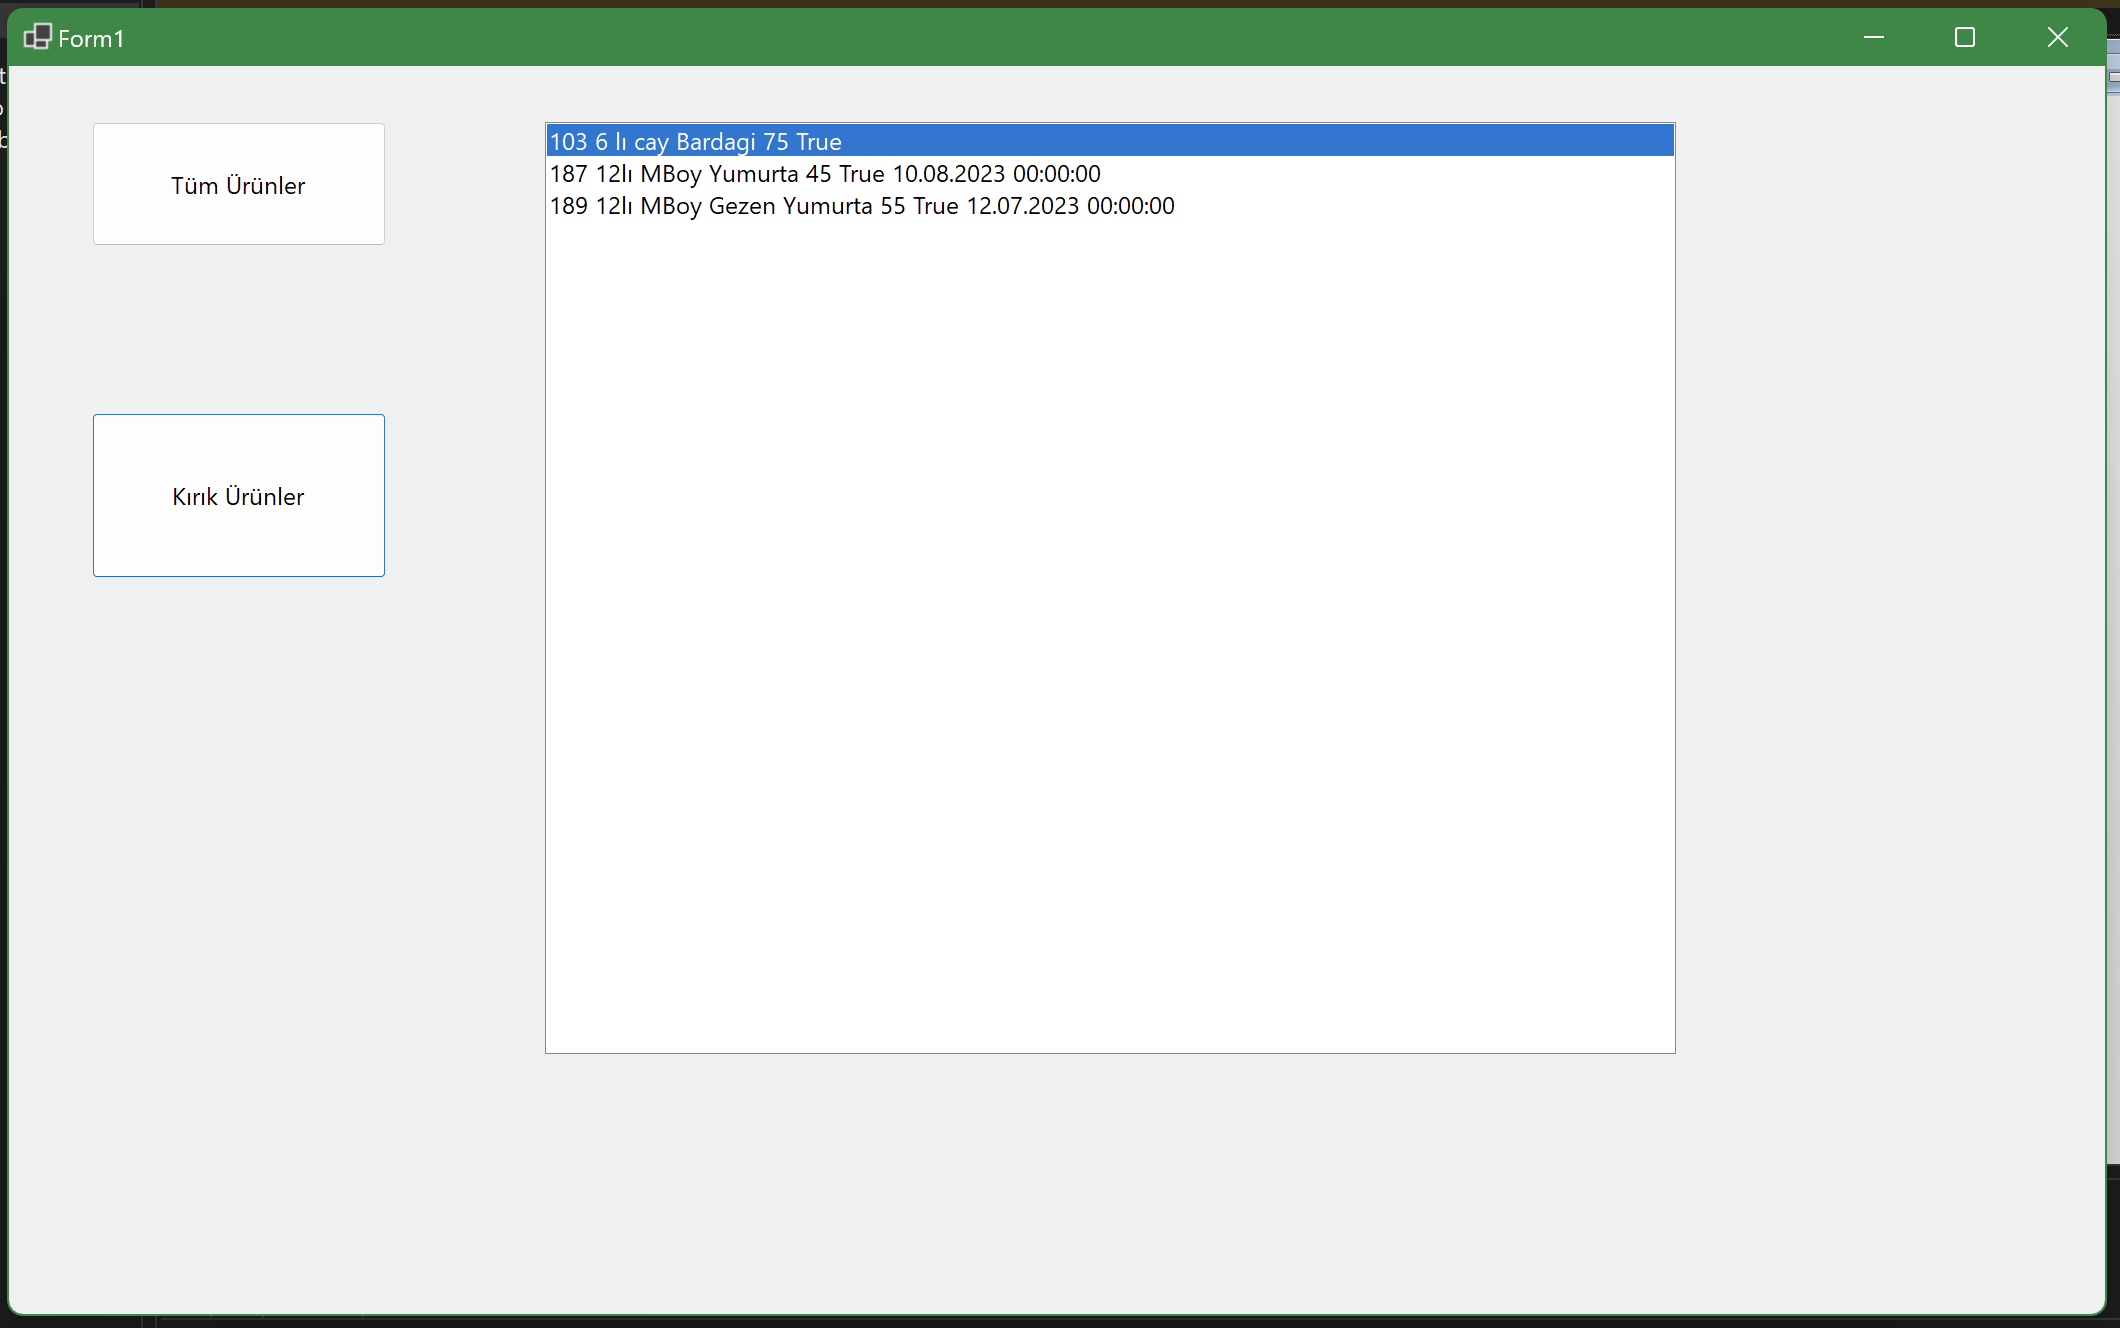 Form1
Tüm Ürünler
Kırık Ürünler
103 6 lı cay Bardagi 75 True
187 12lı MBoy Yumurta 45 True 10.08.2023 00:00:00
189 12lı MBoy Gezen Yumurta 55 True 12.07.2023 00:00:00